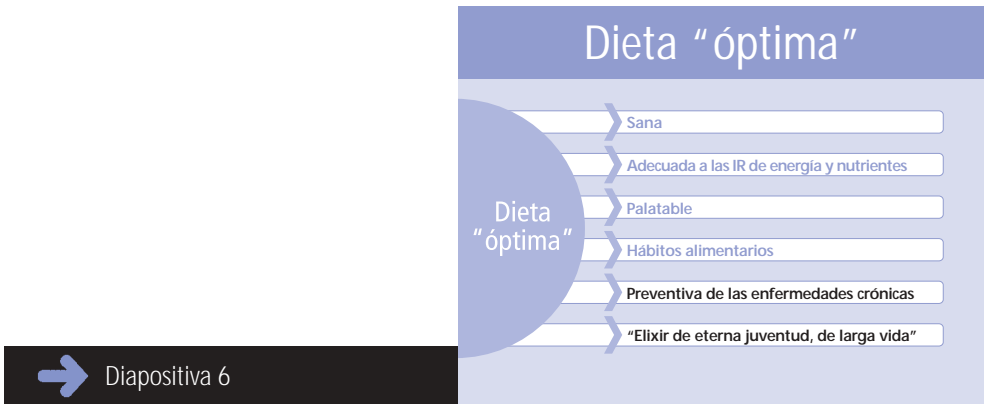 Dieta “óptima”
Sana
Adecuada a las IR de energía y nutrientes
Palatable
Dieta
“óptima”
Hábitos alimentarios
Preventiva de las enfermedades crónicas
“Elixir de eterna juventud, de larga vida”
Diapositiva 6